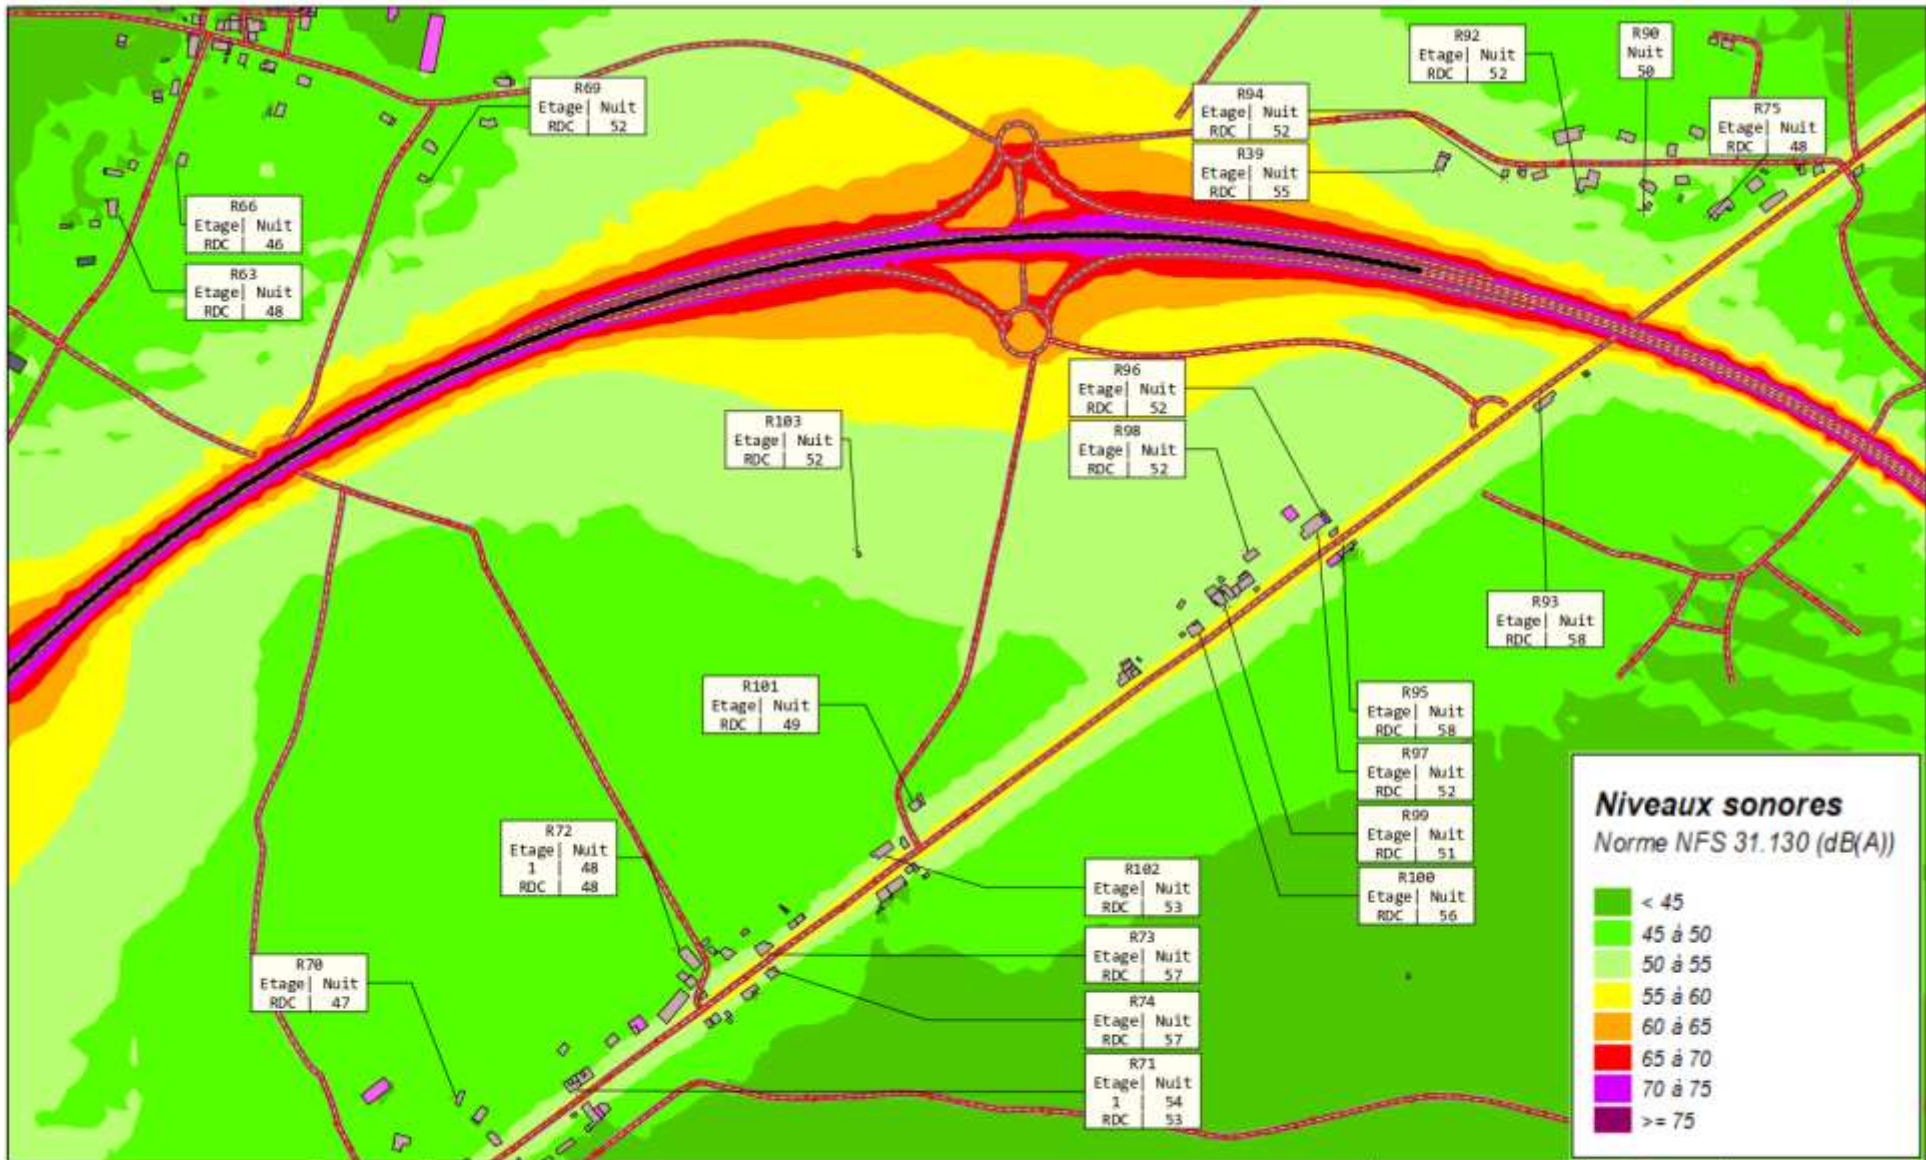 R69
Etage| Nuit
RDC | 52
R66
Etage| Nuit
RDC | 46
R63
Etage| Nuit
RDC | 48
R92
Etage| Nuit
RDC | 52
R90
Nuit
50
R94
Etage| Nuit
RDC | 52
R75
Etage| Nuit
RDC | 48
R39
Etage| Nuit
RDC | 55
R96
Etage| Nuit
RDC | 52
R103
Etage| Nuit
RDC | 52
R98
Etage| Nuit
RDC | 52
R93
Etage| Nuit
RDC | 58
R101
Etage| Nuit
RDC | 49
R95
Etage| Nuit
RDC | 58
R97
Etage| Nuit
RDC | 52
R99
Etage| Nuit
RDC | 51
R100
Etage| Nuit
RDC | 56
R72
Etage| Nuit
1 | 48
RDC | 48
R102
Etage| Nuit
RDC | 53
R73
Etage| Nuit
RDC | 57
R70
Etage| Nuit
RDC | 47
R74
Etage| Nuit
RDC | 57
R71
Etage| Nuit
1 | 54
RDC | 53
Niveaux sonores
Norme NFS 31.130 (dB(A))
< 45
45 à 50
50 à 55
55 à 60
60 à 65
65 à 70
70 à 75
>= 75